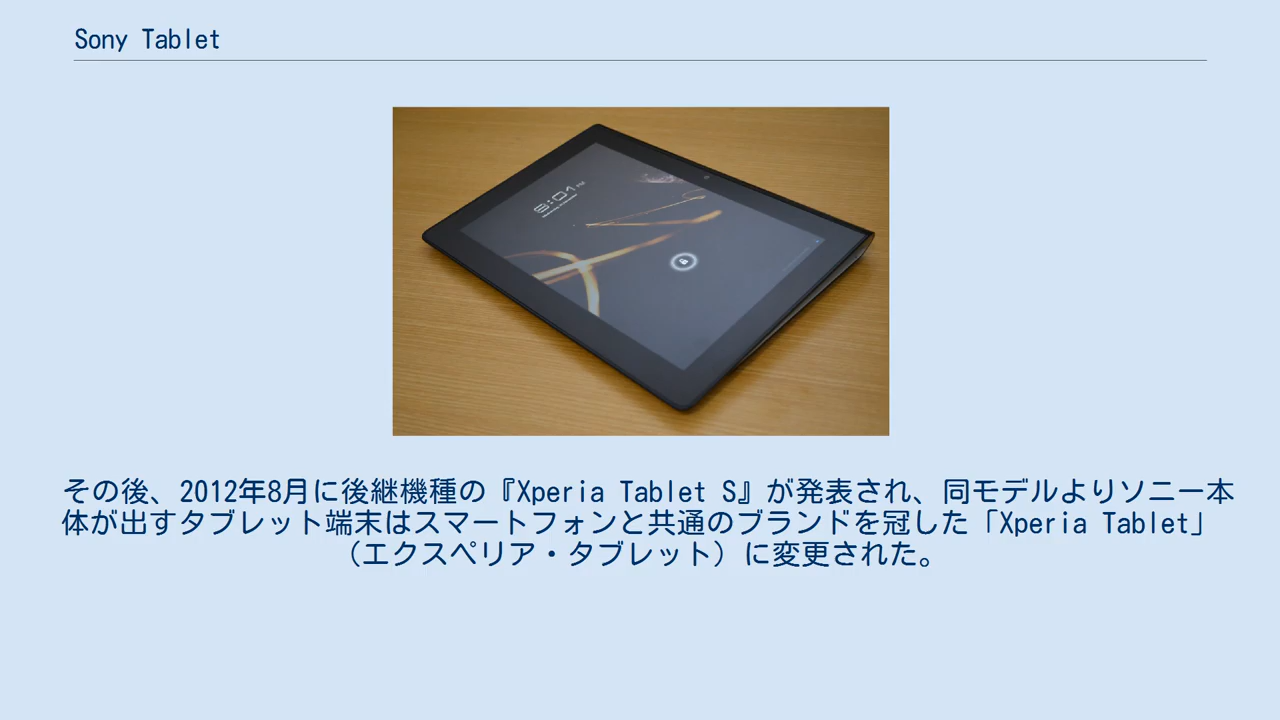 Sony Tablet
9:01 PM
その後、2012年8月に後継機種の『Xperia Tablet S』が発表され、同モデルよりソニー本
体が出すタブレット端末はスマートフォンと共通のブランドを冠した「Xperia Tablet」
（エクスペリア・タブレット）に変更された。